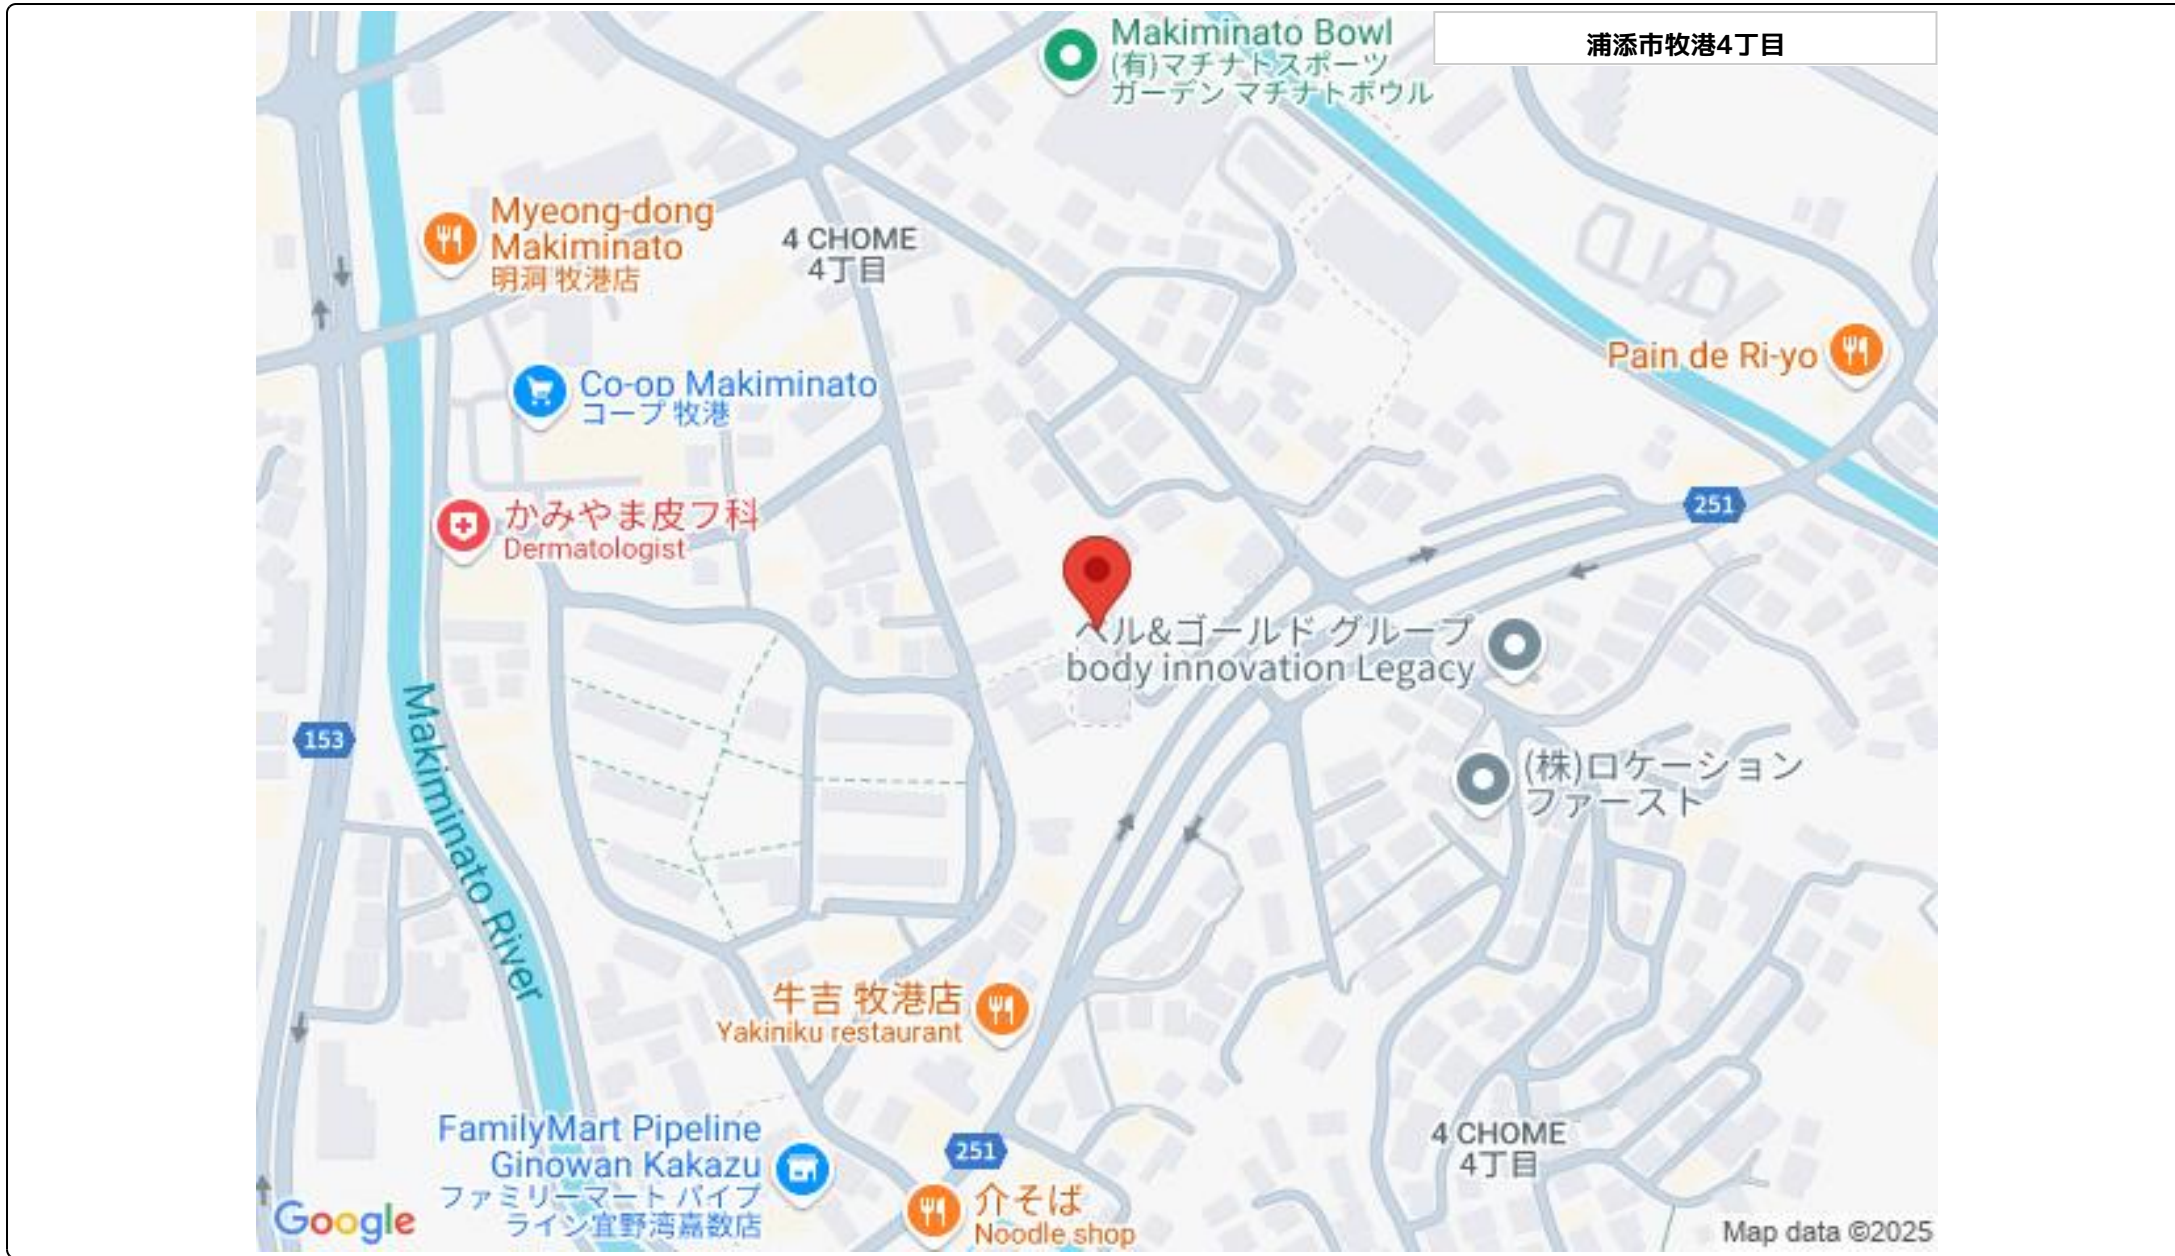 浦添市牧港4丁目
Makiminato Bowl
(有)マチナトスポーツ
ガーデン マチナトボウル
Myeong-dong
Makiminato
明洞 牧港店
4 CHOME
4丁目
Pain de Ri-yo
Co-op Makiminato
コープ 牧港
251
かみやま皮フ科
Dermatologist
ベル&ゴールド グループ
body innovation Legacy
153
Makiminato River
(株)ロケーション
ファースト
牛吉 牧港店
Yakiniku restaurant
FamilyMart Pipeline
Ginowan Kakazu
ファミリーマート パイプ
ライン宜野湾嘉数店
251
4 CHOME
4丁目
介そば
Noodle shop
Google
Map data ©2025